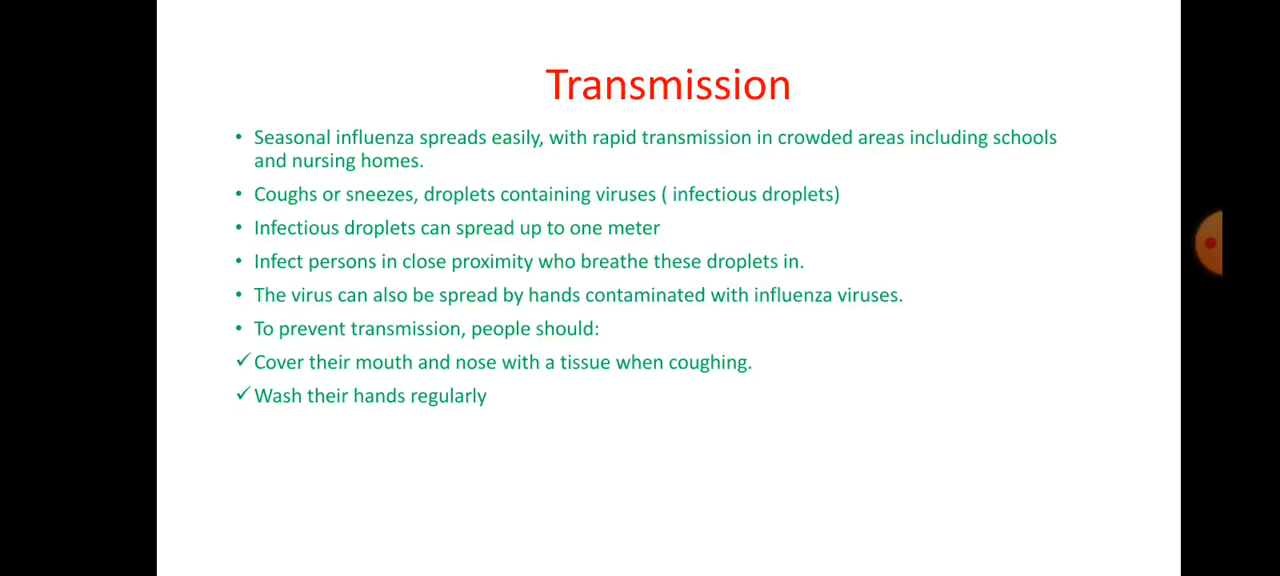 Transmission
• Seasonal influenza spreads easily, with rapid transmission in crowded areas including schools
and nursing homes.
• Coughs or sneezes, droplets containing viruses ( infectious droplets)
• Infectious droplets can spread up to one meter
• Infect persons in close proximity who breathe these droplets in.
• The virus can also be spread by hands contaminated with influenza viruses.
• To prevent transmission, people should:
✓ Cover their mouth and nose with a tissue when coughing.
✓ Wash their hands regularly